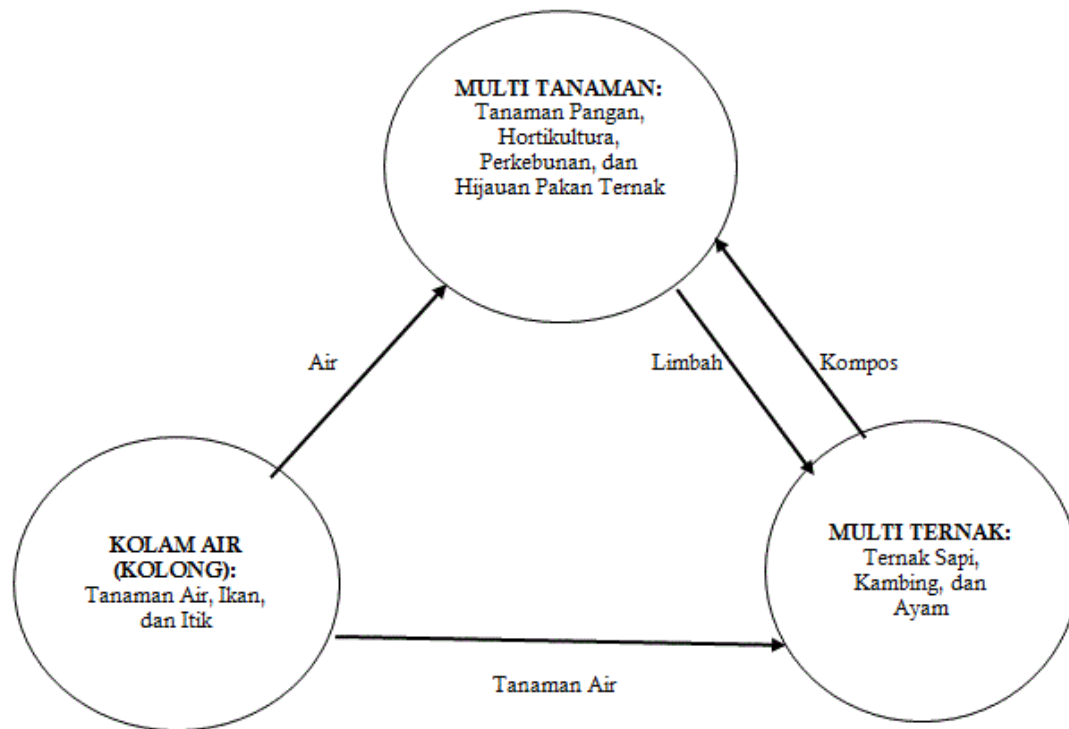 MULTI TANAMAN:
Tanaman Pangan,
Hortikultura,
Perkebunan, dan
Hijauan Pakan Ternak
Air
Limbah
Kompos
KOLAM AIR
(KOLONG):
Tanaman Air, Ikan,
dan Itik
MULTI TERNAK:
Ternak Sapi,
Kambing, dan
Ayam
Tanaman Air